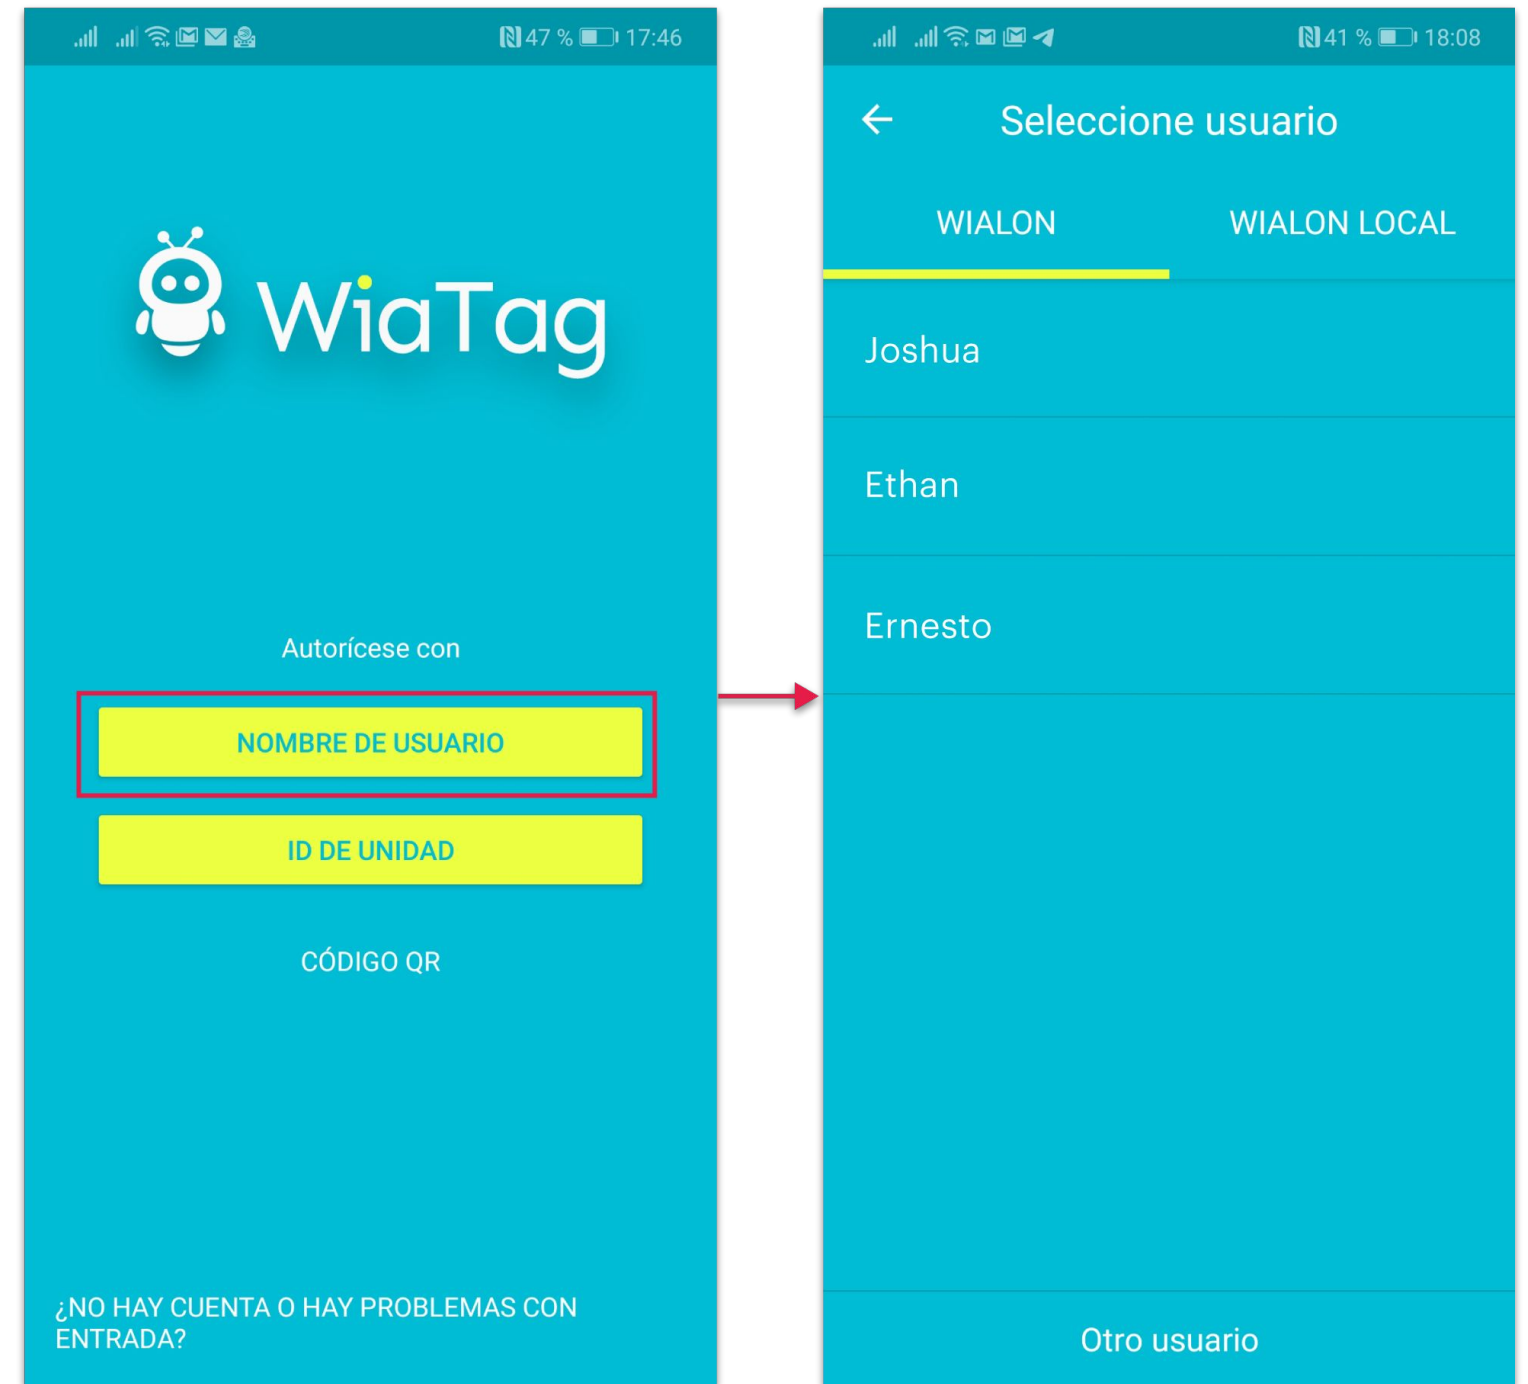 47 % 17:46
WiaTag
Autorícese con
NOMBRE DE USUARIO
ID DE UNIDAD
CÓDIGO QR
¿NO HAY CUENTA O HAY PROBLEMAS CON
ENTRADA?
41 % 18:08
Seleccione usuario
WIALON
WIALON LOCAL
Joshua
Ethan
Ernesto
Otro usuario